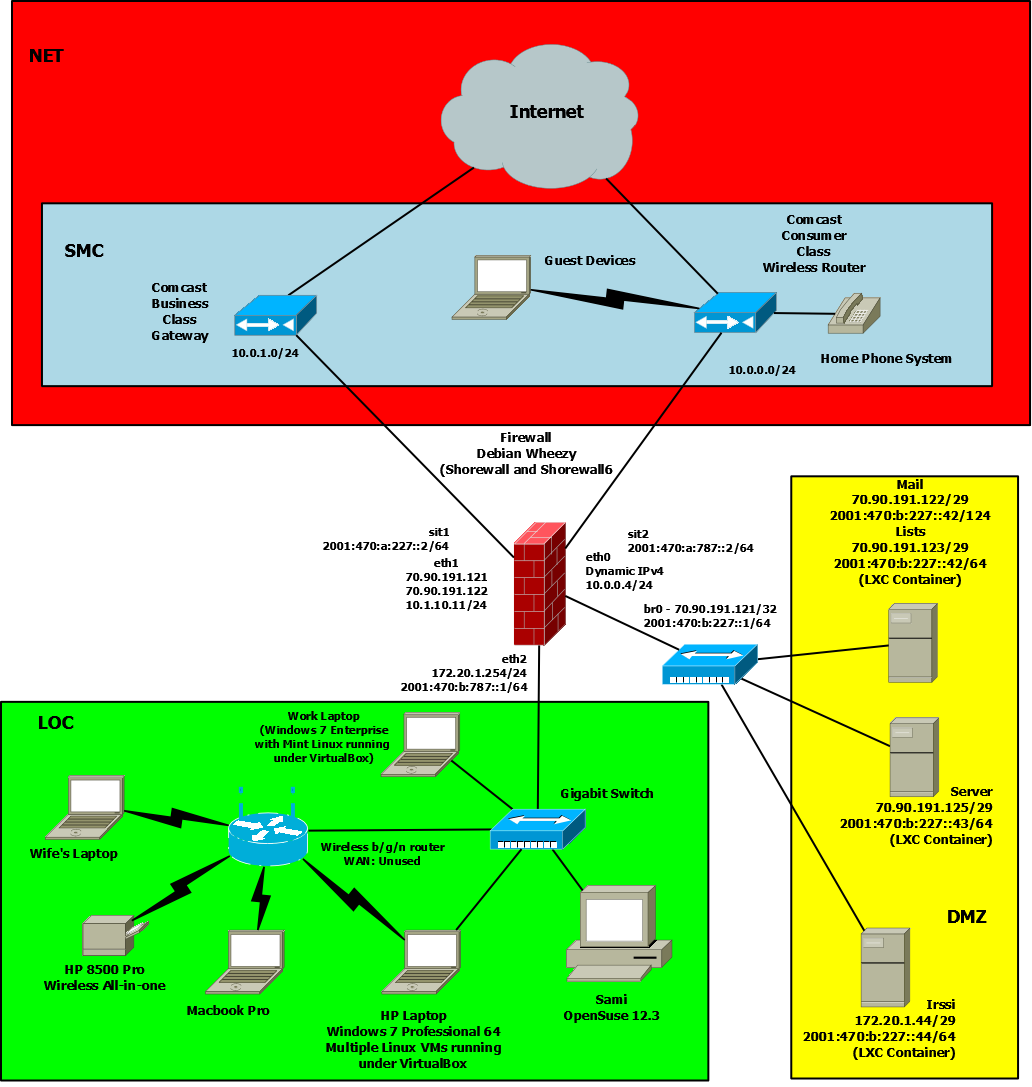 NET
Internet
SMC
Comcast
Business
Class
Gateway
10.0.1.0/24
Guest Devices
Comcast
Consumer
Class
Wireless Router
10.0.0.0/24
Home Phone System
Firewall
Debian Wheezy
(Shorewall and Shorewall6
sit1
2001:470:a:227::2/64
eth1
70.90.191.121
70.90.191.122
10.1.10.11/24
sit2
2001:470:a:787::2/64
eth0
Dynamic IPv4
10.0.0.4/24
br0 - 70.90.191.121/32
2001:470:b:227::1/64
eth2
172.20.1.254/24
2001:470:b:787::1/64
Mail
70.90.191.122/29
2001:470:b:227::42/124
Lists
70.90.191.123/29
2001:470:b:227::42/64
(LXC Container)
Server
70.90.191.125/29
2001:470:b:227::43/64
(LXC Container)
DMZ
Irssi
172.20.1.44/29
2001:470:b:227::44/64
(LXC Container)
LOC
Work Laptop
(Windows 7 Enterprise
with Mint Linux running
under VirtualBox)
Gigabit Switch
Wife's Laptop
Wireless b/g/n router
WAN: Unused
HP 8500 Pro
Wireless All-in-one
Macbook Pro
HP Laptop
Windows 7 Professional 64
Multiple Linux VMs running
under VirtualBox
Sami
OpenSuse 12.3